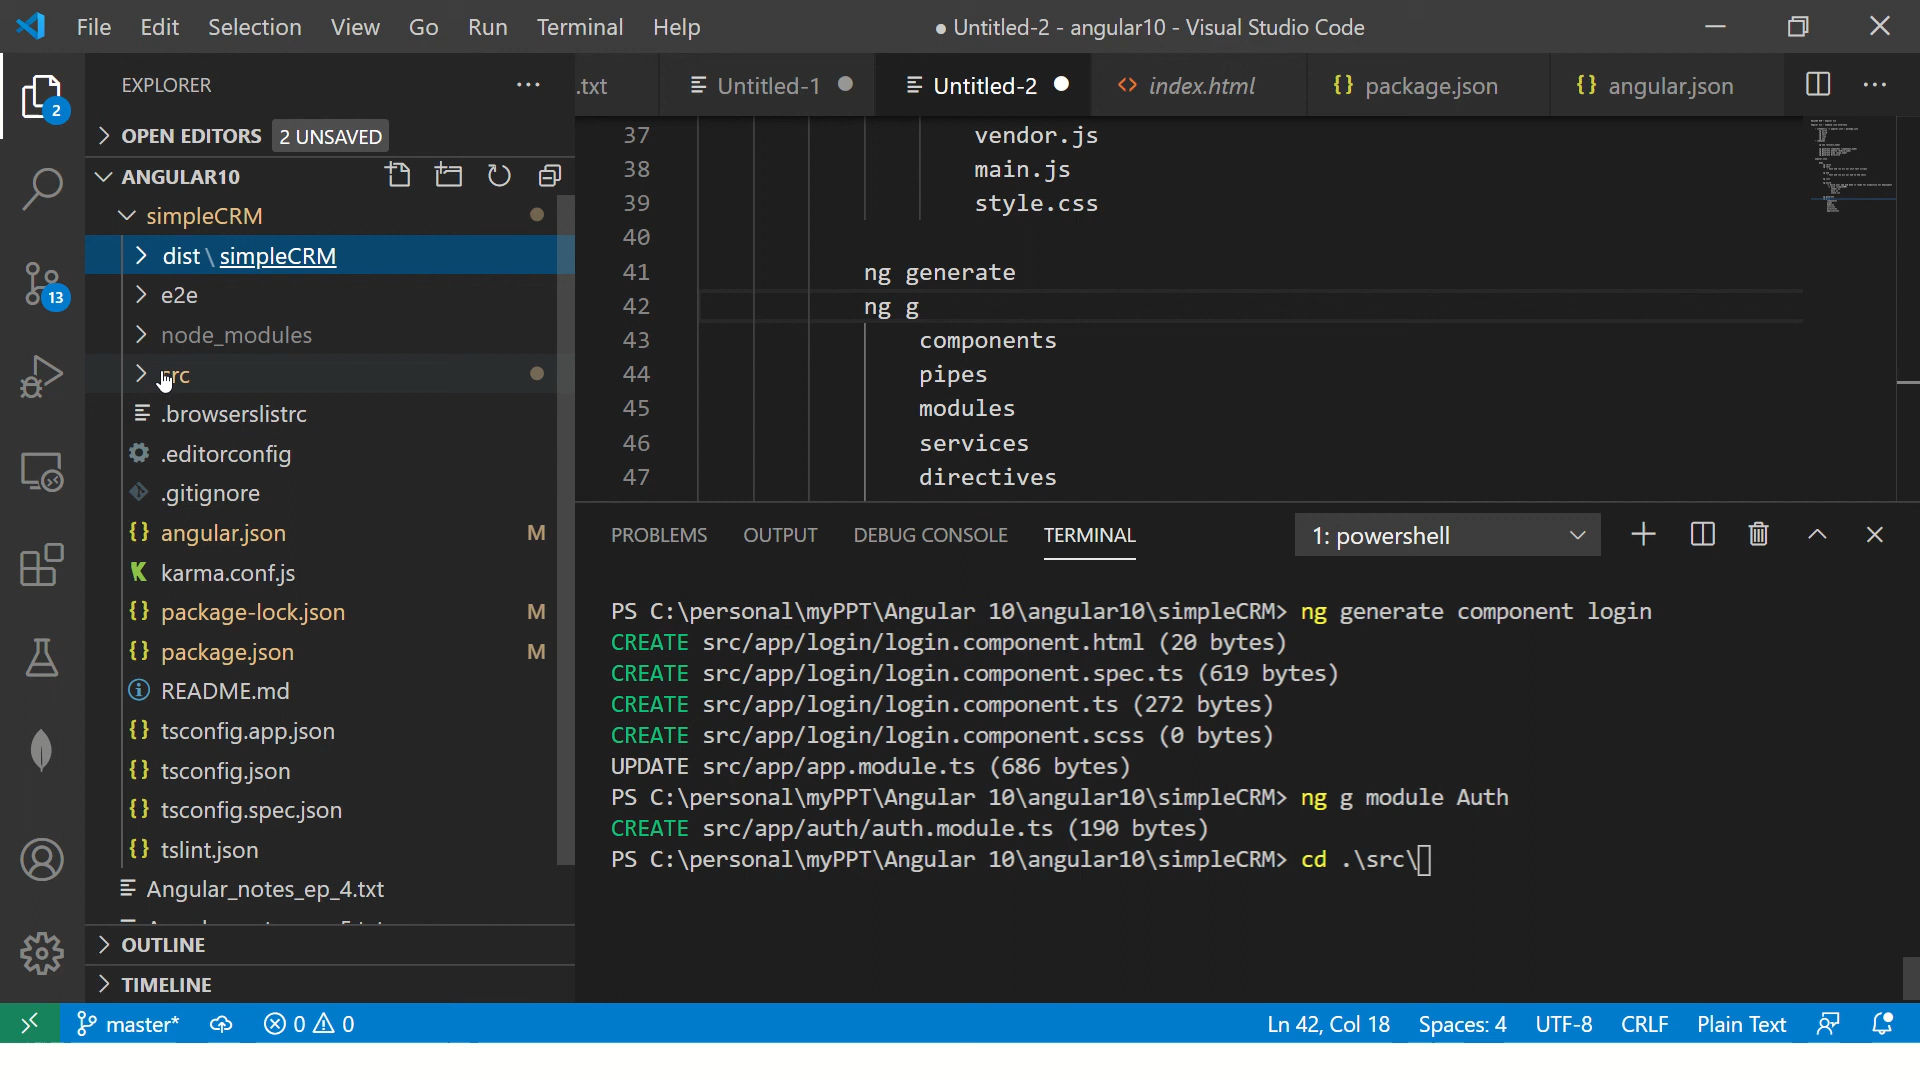 File Edit Selection View Go Run Terminal Help
● Untitled-2 - angular10 - Visual Studio Code
EXPLORER
.txt Untitled-1 Untitled-2 index.html package.json angular.json
2
OPEN EDITORS 2 UNSAVED
ANGULAR10
simpleCRM
dist \ simpleCRM
e2e
node_modules
src
.browserslistrc
.editorconfig
.gitignore
angular.json M
karma.conf.js
package-lock.json M
package.json M
README.md
tsconfig.app.json
tsconfig.json
tsconfig.spec.json
tslint.json
Angular_notes_ep_4.txt
OUTLINE
TIMELINE
13
37 vendor.js
38 main.js
39 style.css
40
41 ng generate
42 ng g
43 components
44 pipes
45 modules
46 services
47 directives
PROBLEMS OUTPUT DEBUG CONSOLE TERMINAL 1: powershell
PS C:\personal\myPPT\Angular 10\angular10\simpleCRM> ng generate component login
CREATE src/app/login/login.component.html (20 bytes)
CREATE src/app/login/login.component.spec.ts (619 bytes)
CREATE src/app/login/login.component.ts (272 bytes)
CREATE src/app/login/login.component.scss (0 bytes)
UPDATE src/app/app.module.ts (686 bytes)
PS C:\personal\myPPT\Angular 10\angular10\simpleCRM> ng g module Auth
CREATE src/app/auth/auth.module.ts (190 bytes)
PS C:\personal\myPPT\Angular 10\angular10\simpleCRM> cd .\src\
master* 0 0 Ln 42, Col 18 Spaces: 4 UTF-8 CRLF Plain Text